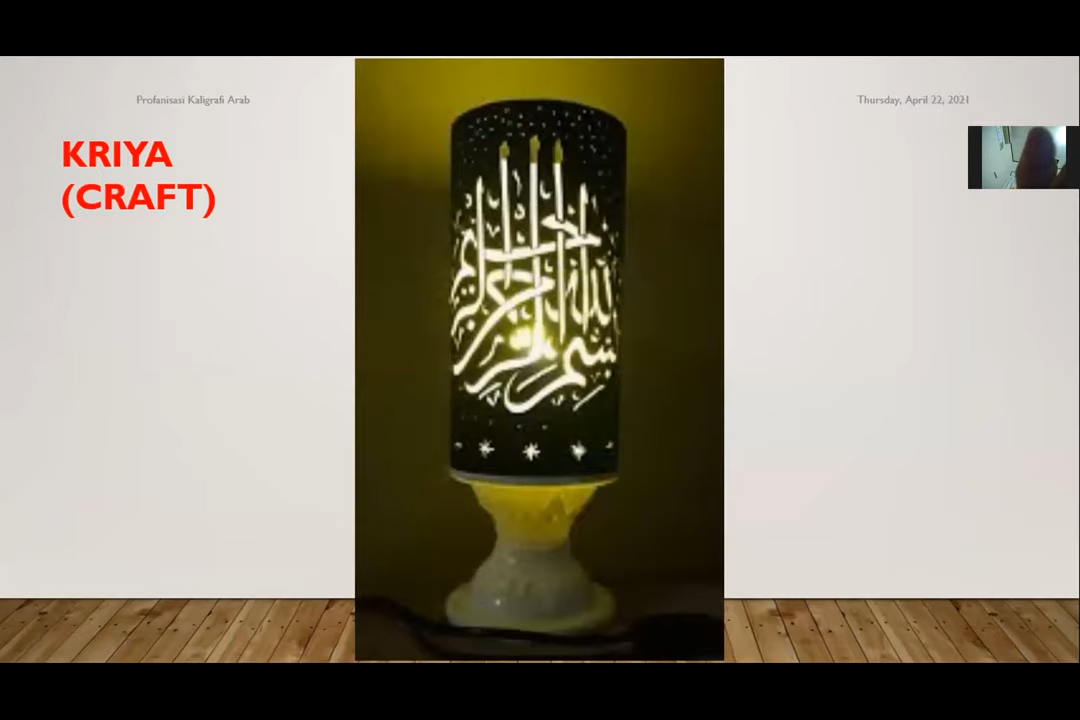 Profanisasi Kaligrafi Arab
Thursday, April 22, 2021
KRIYA
(CRAFT)
بسم الله الرحمن الرحيم